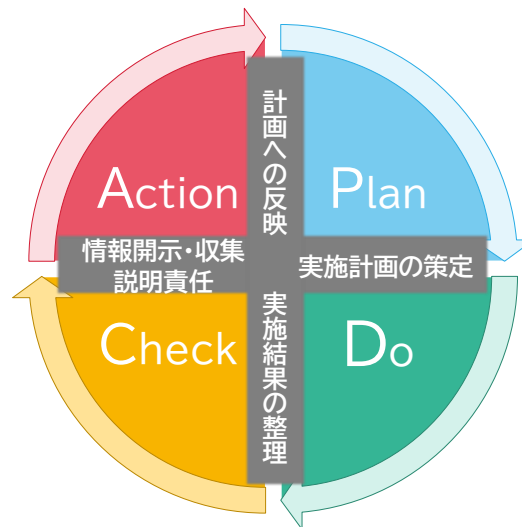 計画への反映
Action
Plan
情報開示・収集
説明責任
実施計画の策定
Check
Do
実施結果の整理